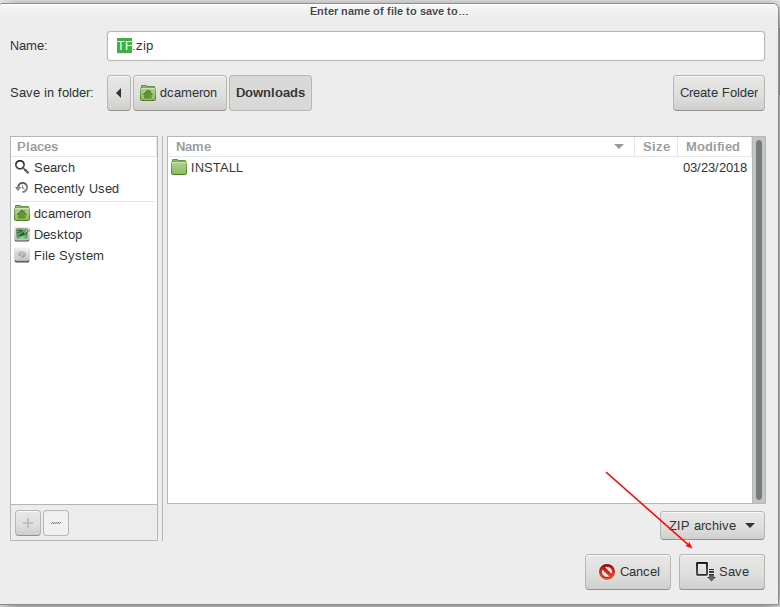 Enter name of file to save to…
Name: TF.zip
Save in folder: dcameron Downloads Create Folder
Places Name Size Modified
Search INSTALL 03/23/2018
Recently Used
dcameron
Desktop
File System
ZIP archive
Cancel Save